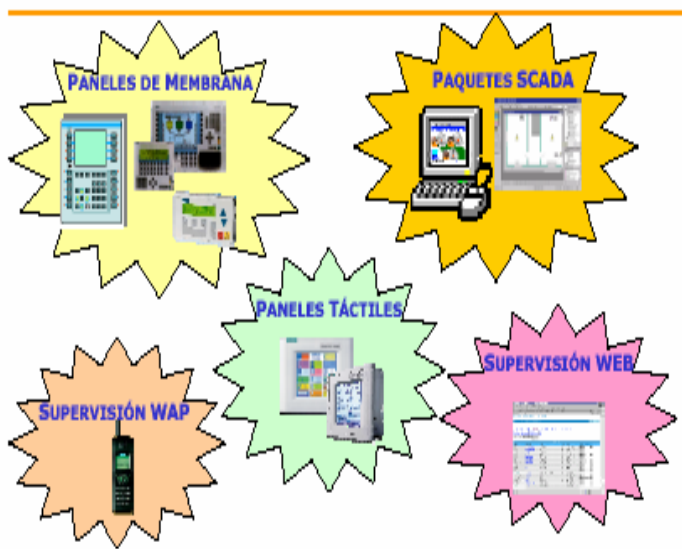 PANELES DE MEMBRANA
PAQUETES SCADA
PANELES TÁCTILES
SUPERVISIÓN WEB
SUPERVISIÓN WAP